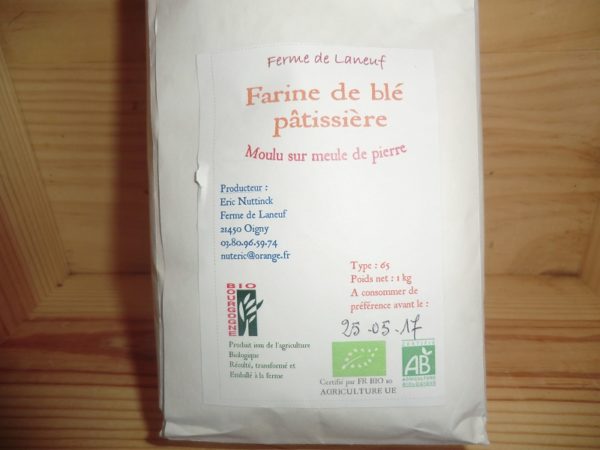 Ferme de Laneuf
Farine de blé
pâtissière
Moulu sur meule de pierre
Producteur :
Eric Nuttinck
Ferme de Laneuf
21450 Oigny
03.80.96.59.74
nuteric@orange.fr
Type : 65
Poids net : 1 kg
A consommer de
préférence avant le :
25-05-17
BIO
BOURGOGNE
Produit issu de l'agriculture
Biologique
Récolté, transformé et
Emballé à la ferme
Certifié par FR BIO 10
AGRICULTURE UE
CERTIFIÉ
AB
AGRICULTURE
BIOLOGIQUE